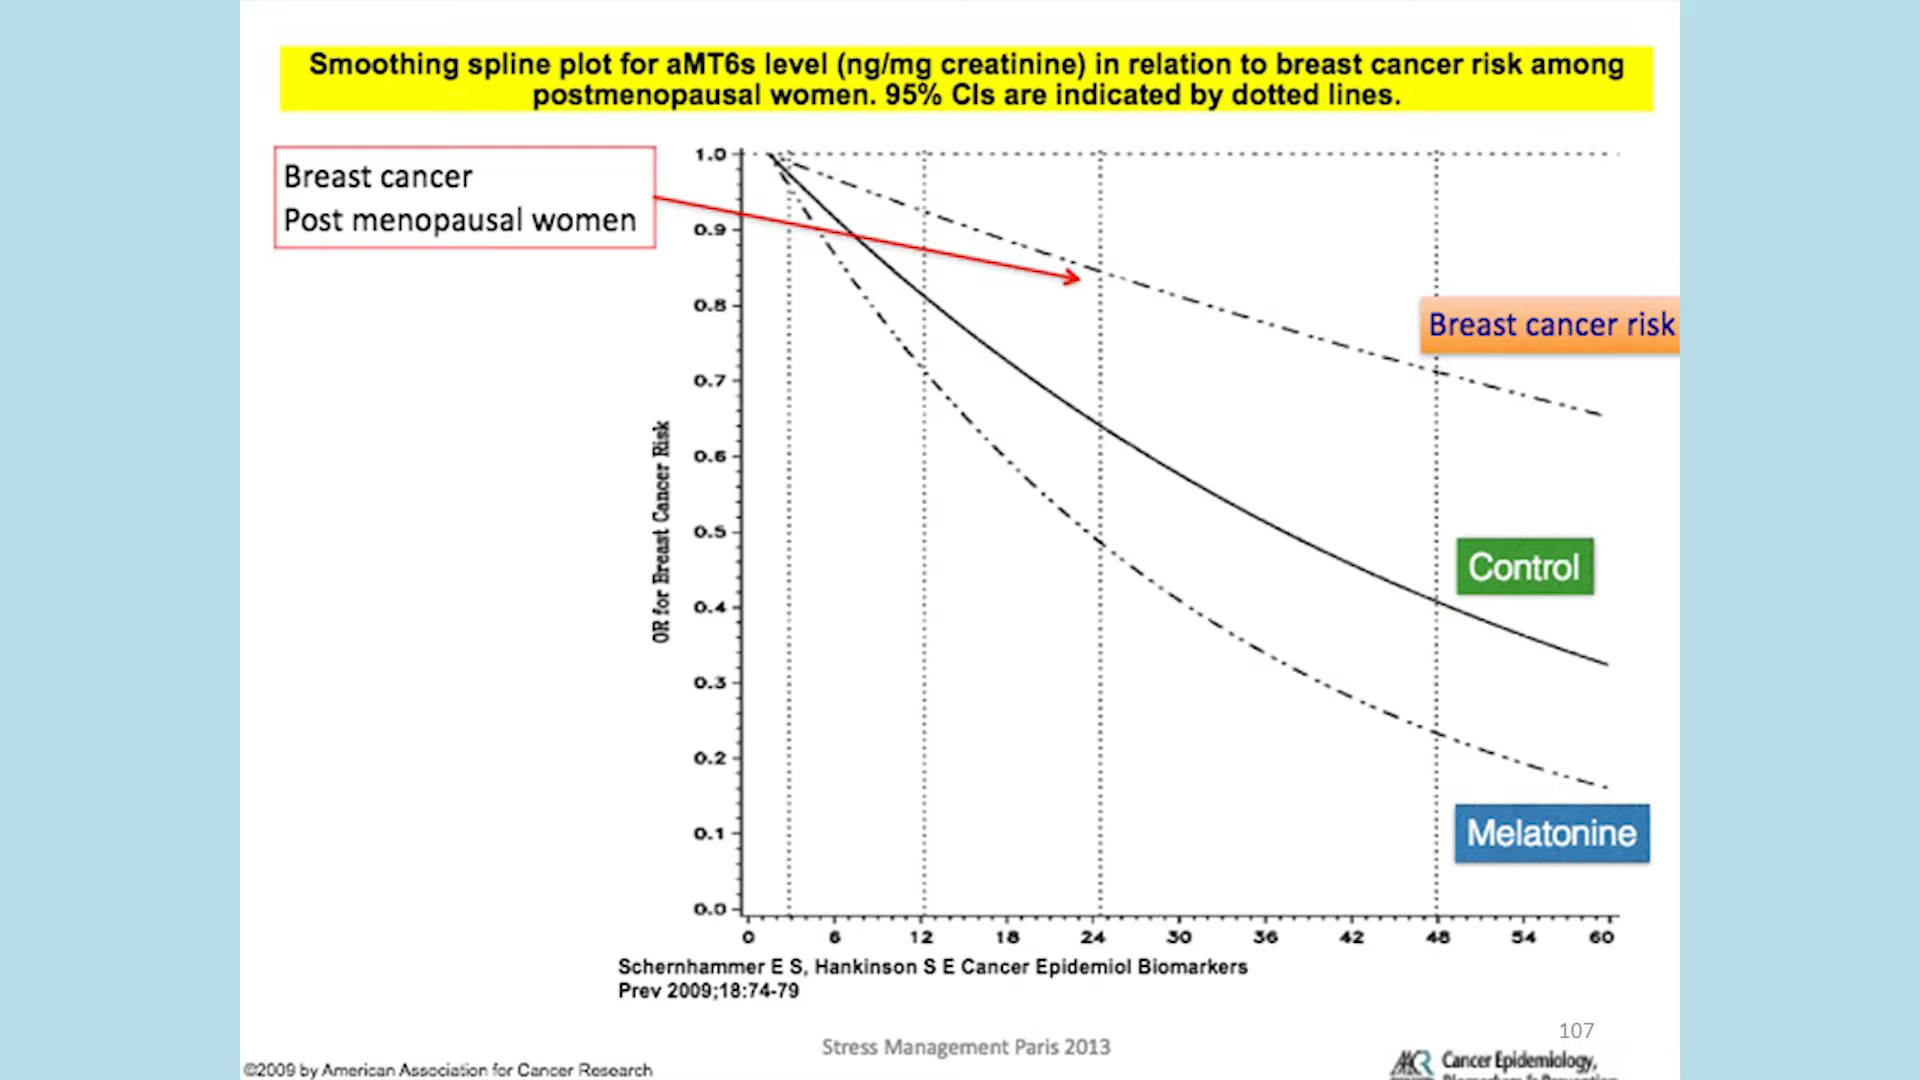 Smoothing spline plot for aMT6s level (ng/mg creatinine) in relation to breast cancer risk among
postmenopausal women. 95% CIs are indicated by dotted lines.
Breast cancer
Post menopausal women
1.0
0.9
0.8
0.7
0.6
0.5
0.4
0.3
0.2
0.1
0.0
OR for Breast Cancer Risk
Breast cancer risk
Control
Melatonine
0 6 12 18 24 30 36 42 48 54 60
Schernhammer E S, Hankinson S E Cancer Epidemiol Biomarkers
Prev 2009;18:74-79
107
Stress Management Paris 2013
©2009 by American Association for Cancer Research
AACR
Cancer Epidemiology,